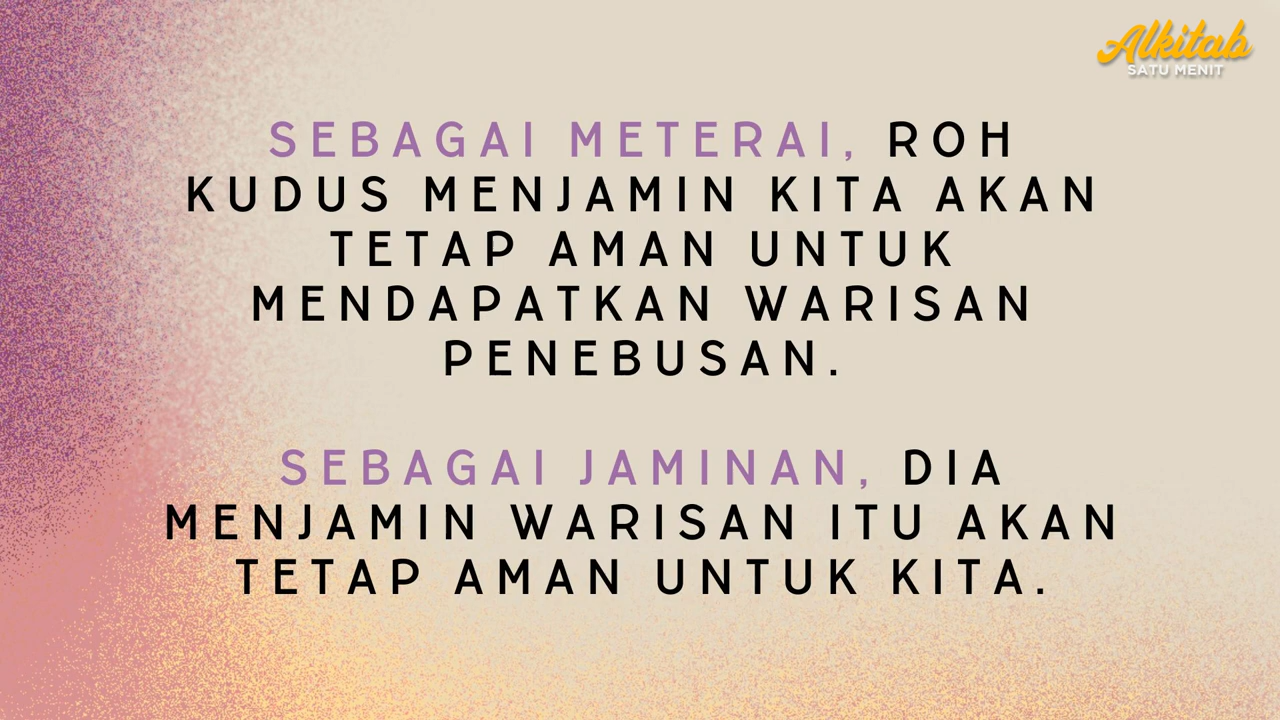 Alkitab
SATU MENIT
SEBAGAI METERAI, ROH
KUDUS MENJAMIN KITA AKAN
TETAP AMAN UNTUK
MENDAPATKAN WARISAN
PENEBUSAN.
SEBAGAI JAMINAN, DIA
MENJAMIN WARISAN ITU AKAN
TETAP AMAN UNTUK KITA.